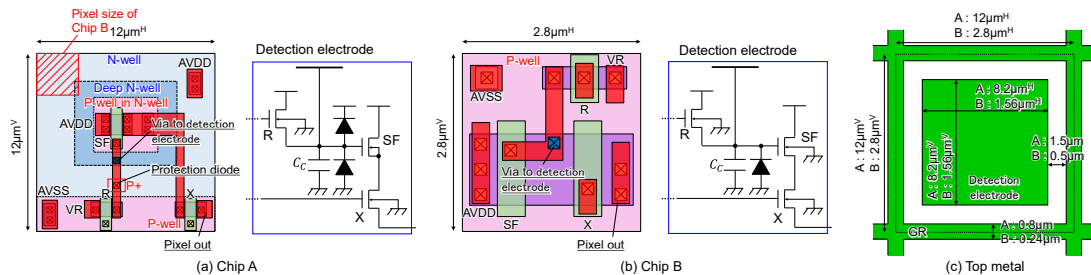 Pixel size of
Chip B
12μmᴴ
12μmⱽ
N-well
AVDD
Deep N-well
P-well in N-well
AVDD
SF
Via to detection
electrode
Protection diode
P+
AVSS
R
X
VR
P-well
Pixel out
Detection electrode
R
SF
C_C
X
(a) Chip A
2.8μmᴴ
2.8μmⱽ
P-well
VR
AVSS
R
Via to detection
electrode
AVDD
SF
X
Pixel out
Detection electrode
R
SF
C_C
X
(b) Chip B
A : 12μmᴴ
B : 2.8μmᴴ
A : 12μmⱽ
B : 2.8μmⱽ
A : 8.2μmᴴ
B : 1.56μmᴴ
A : 8.2μmⱽ
B : 1.56μmⱽ
A : 1.5μm
B : 0.5μm
Detection
electrode
GR
A : 0.8μm
B : 0.24μm
(c) Top metal